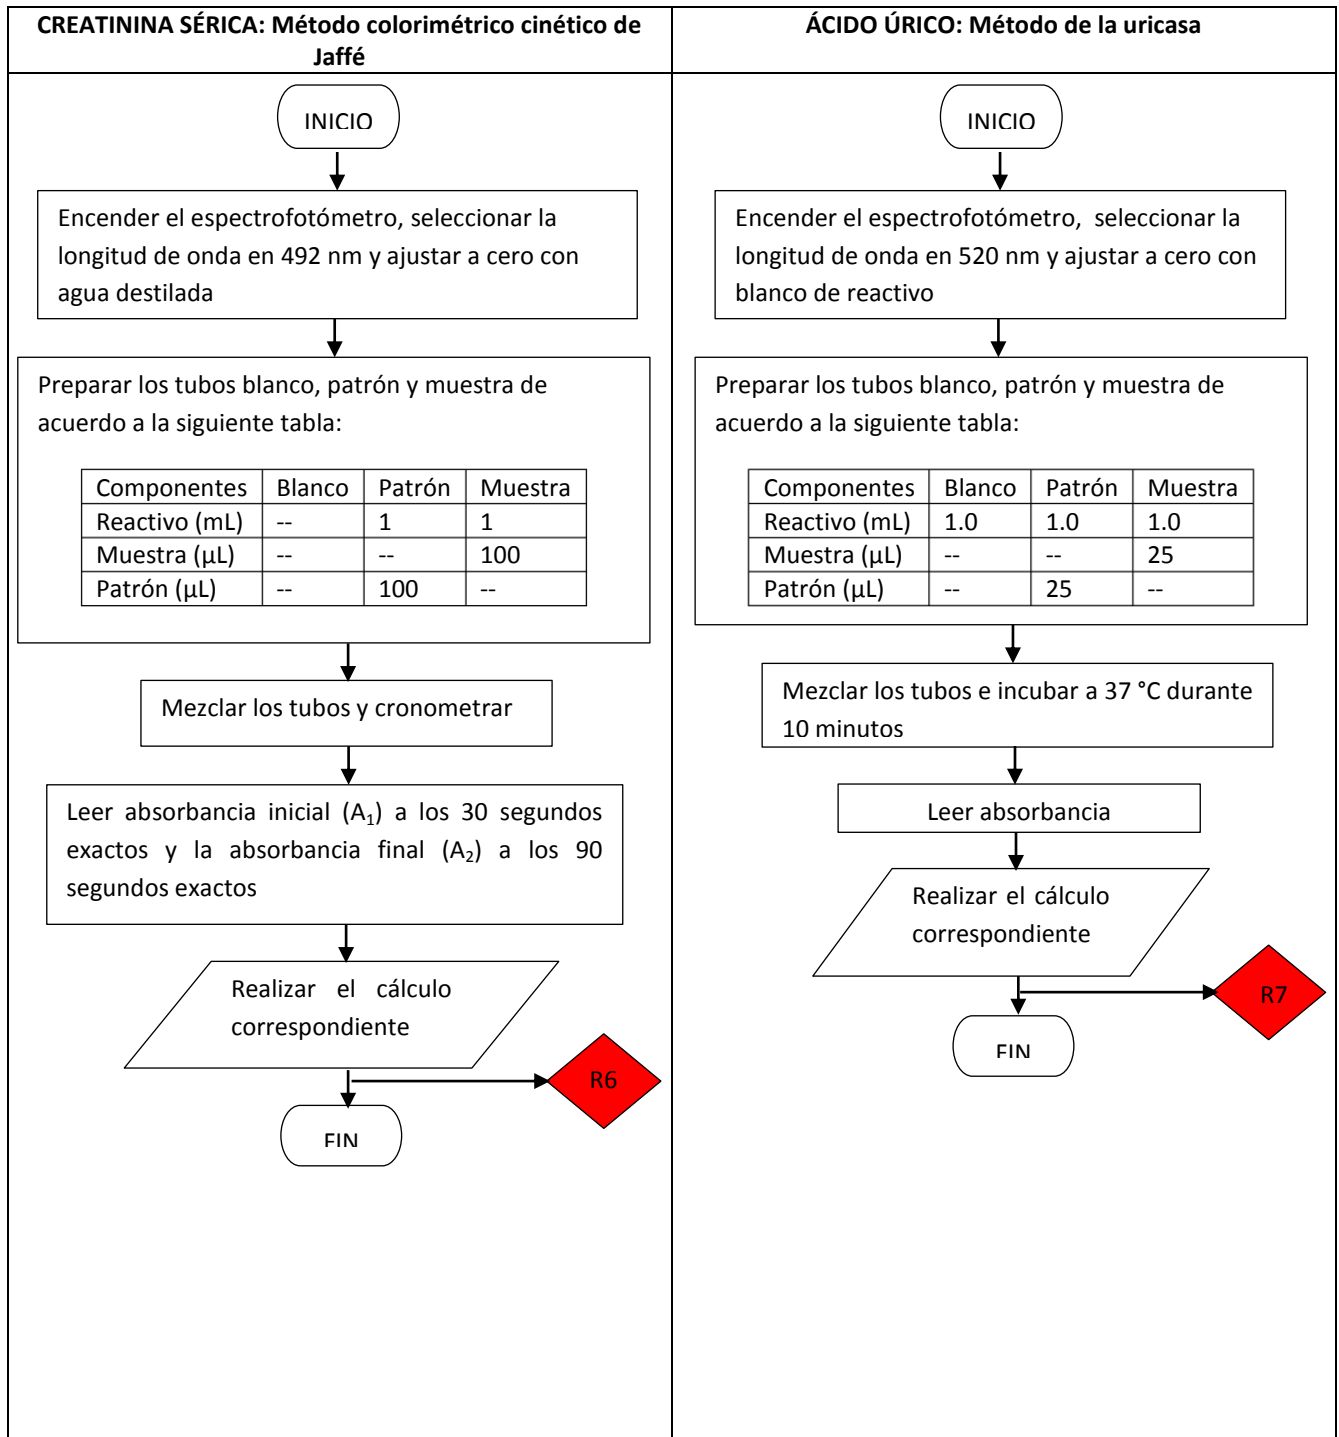 CREATININA SÉRICA: Método colorimétrico cinético de
Jaffé
INICIO
Encender el espectrofotómetro, seleccionar la
longitud de onda en 492 nm y ajustar a cero con
agua destilada
Preparar los tubos blanco, patrón y muestra de
acuerdo a la siguiente tabla:
Componentes Blanco Patrón Muestra
Reactivo (mL) -- 1 1
Muestra (µL) -- -- 100
Patrón (µL) -- 100 --
Mezclar los tubos y cronometrar
Leer absorbancia inicial (A₁) a los 30 segundos
exactos y la absorbancia final (A₂) a los 90
segundos exactos
Realizar el cálculo
correspondiente
R6
FIN
ÁCIDO ÚRICO: Método de la uricasa
INICIO
Encender el espectrofotómetro, seleccionar la
longitud de onda en 520 nm y ajustar a cero con
blanco de reactivo
Preparar los tubos blanco, patrón y muestra de
acuerdo a la siguiente tabla:
Componentes Blanco Patrón Muestra
Reactivo (mL) 1.0 1.0 1.0
Muestra (µL) -- -- 25
Patrón (µL) -- 25 --
Mezclar los tubos e incubar a 37 °C durante
10 minutos
Leer absorbancia
Realizar el cálculo
correspondiente
R7
FIN